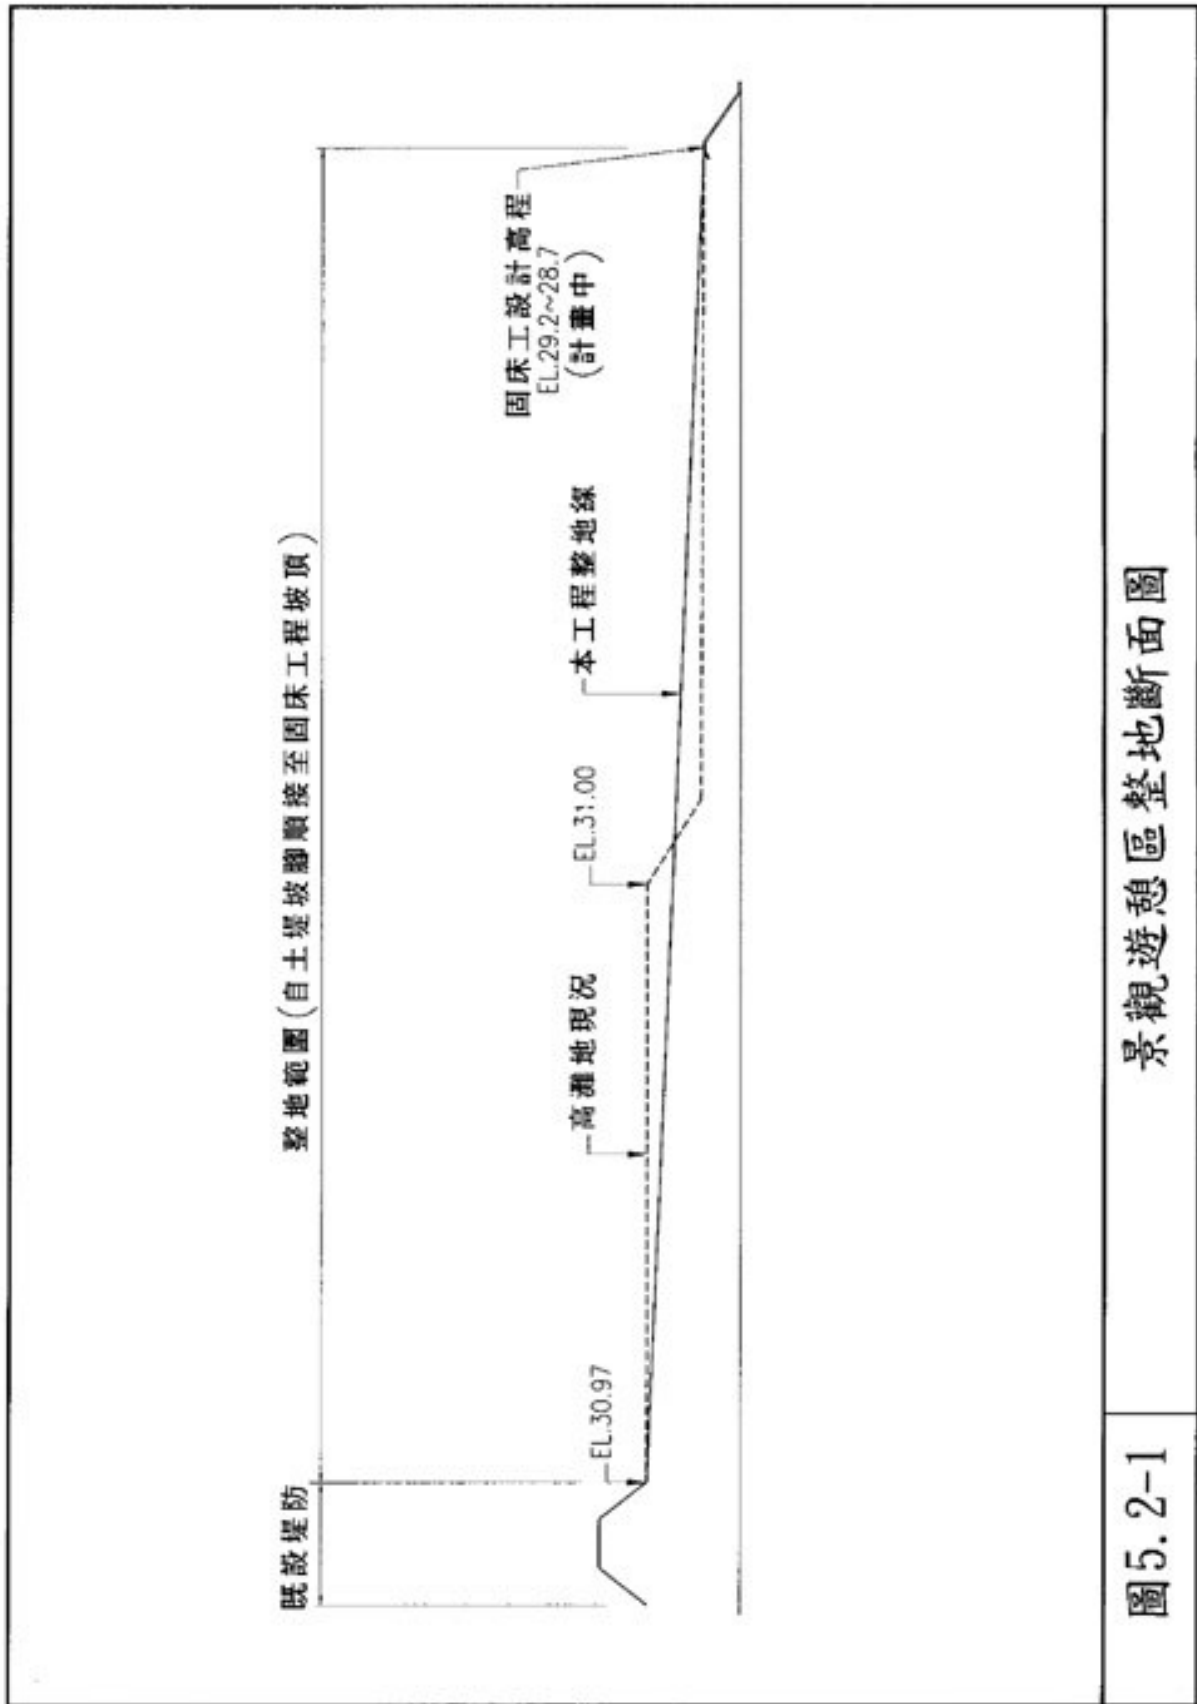 既設堤防
整地範圍(自土堤坡腳順接至固床工程坡頂)
固床工設計高程
EL.29.2~28.7
(計畫中)
EL.30.97
高灘地現況
EL.31.00
本工程整地線
圖5.2-1
景觀遊憩區整地斷面圖